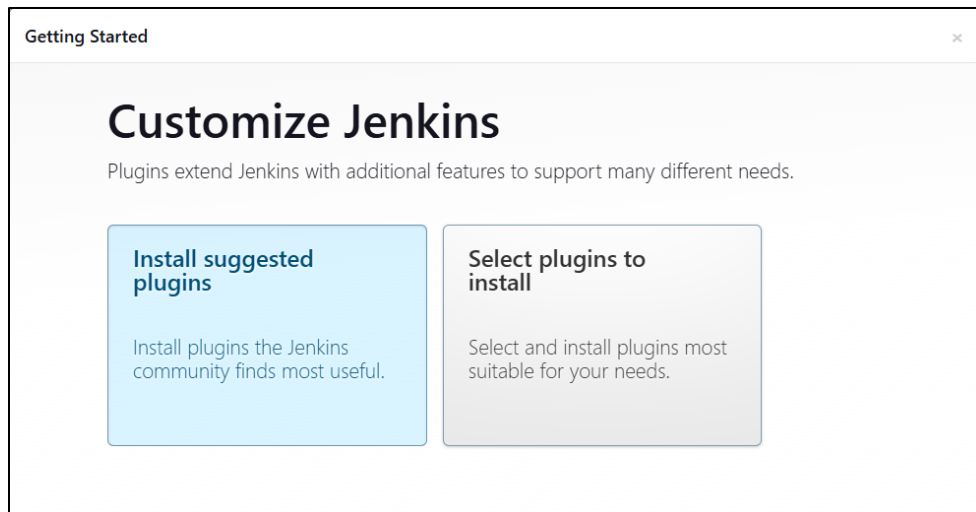 Getting Started
×
Customize Jenkins
Plugins extend Jenkins with additional features to support many different needs.
Install suggested
plugins
Install plugins the Jenkins
community finds most useful.
Select plugins to
install
Select and install plugins most
suitable for your needs.